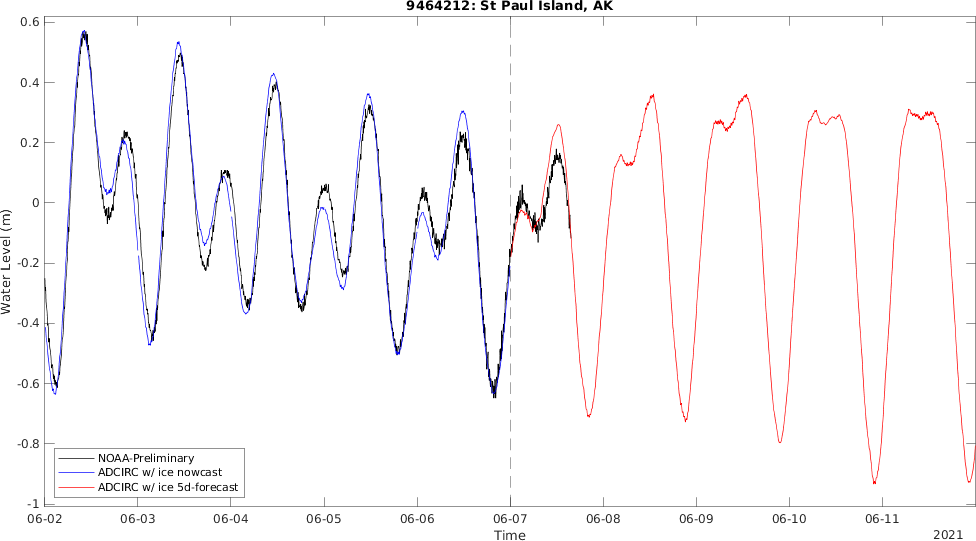 9464212: St Paul Island, AK
0.6
0.4
0.2
0
-0.2
-0.4
-0.6
-0.8
-1
Water Level (m)
NOAA-Preliminary
ADCIRC w/ ice nowcast
ADCIRC w/ ice 5d-forecast
06-02 06-03 06-04 06-05 06-06 06-07 06-08 06-09 06-10 06-11
Time
2021